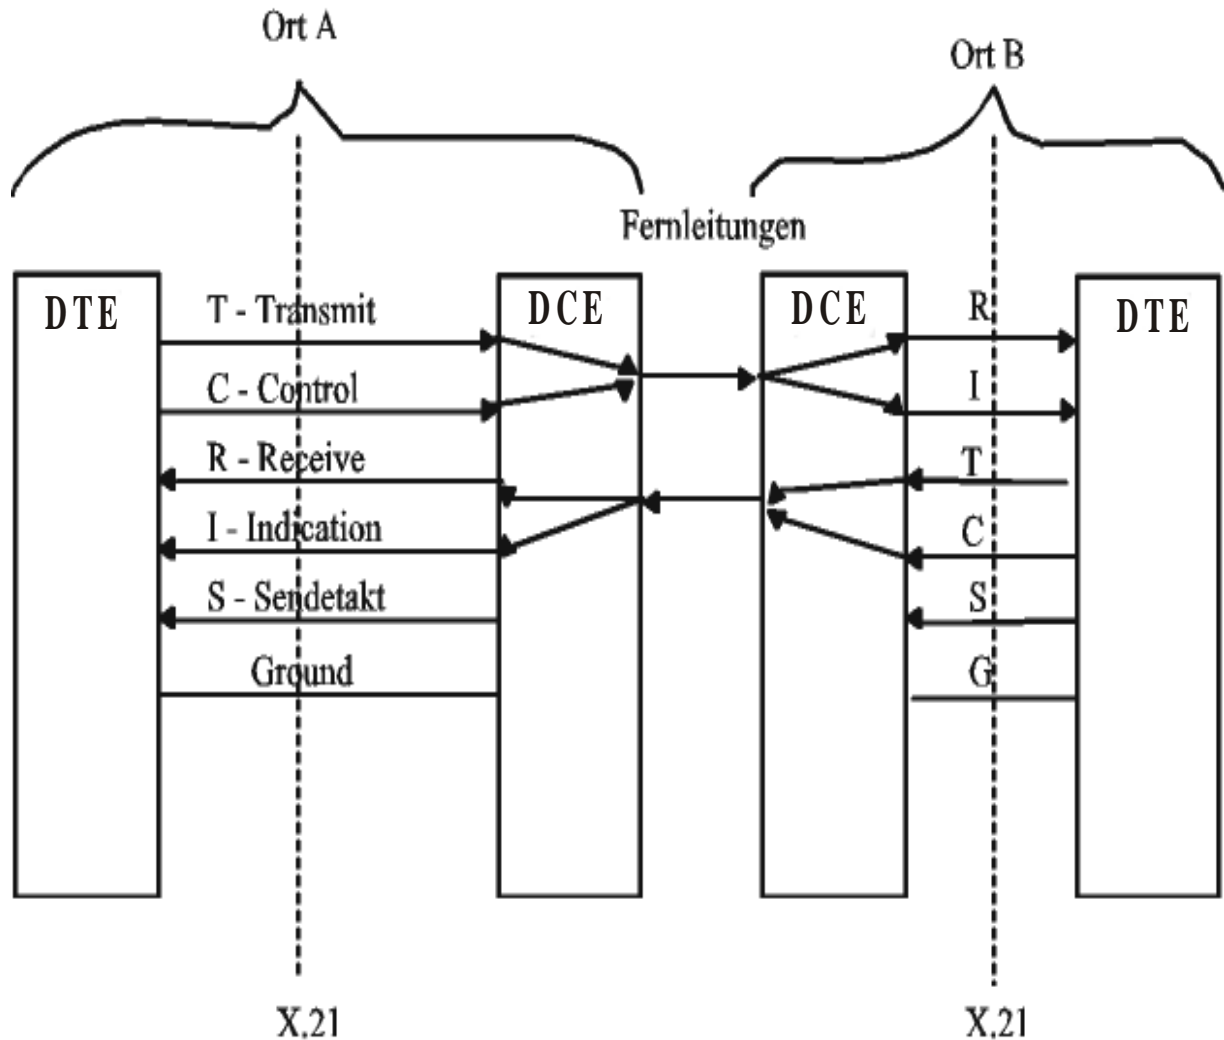 Ort A
Ort B
Fernleitungen
DTE
T - Transmit
DCE
DCE
R
DTE
C - Control
I
R - Receive
T
I - Indication
C
S - Sendetakt
S
Ground
G
X.21
X.21